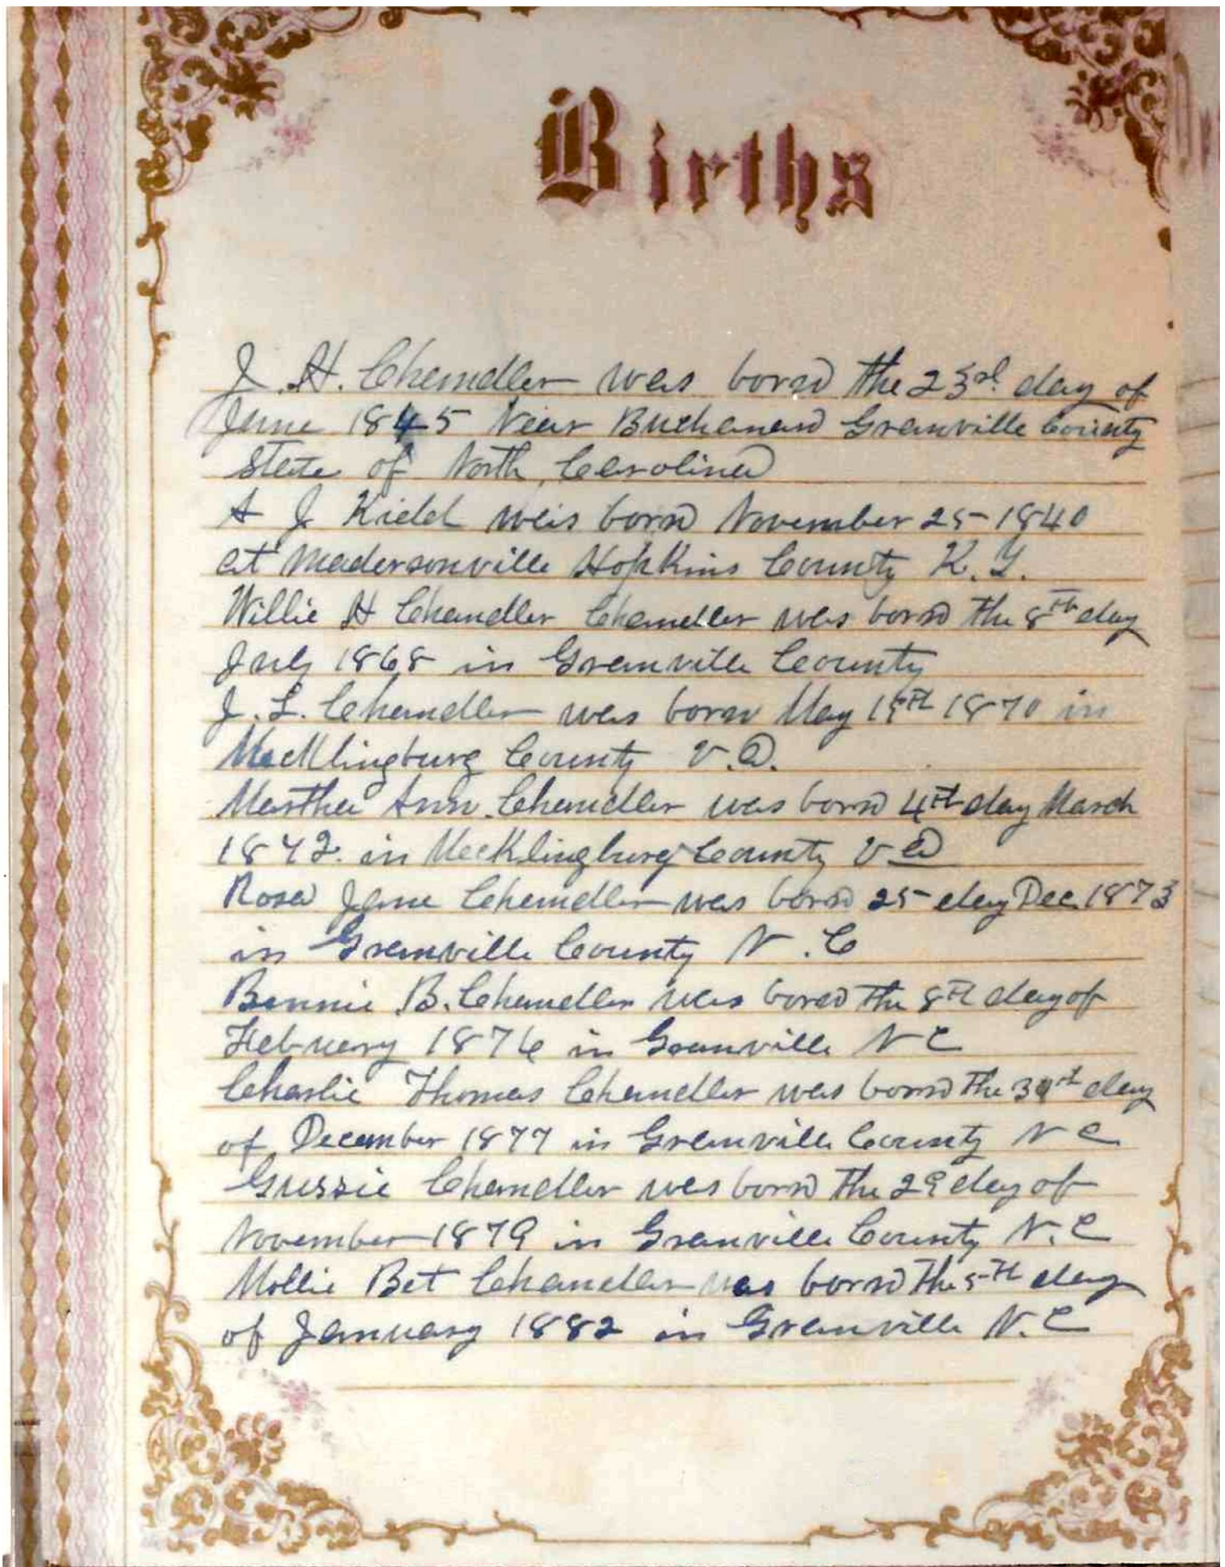 Births
J. H. Chandler was born the 23rd day of
June 1845 Near Buchanan Granville County
State of North Carolina
A J Kidd was born November 25 1840
at Madersonville Hopkins County K.Y.
Willie H Chandler Chandler was born the 8th day
July 1868 in Granville County
J. L. Chandler was born May 1870 in
Mecklingburg County V.A.
Martha Ann Chandler was born 4th day March
1872 in Mecklingburg County VA
Rosa Jane Chandler was born 25 day Dec 1873
in Granville County N.C
Bennie B. Chandler was born the 8th day of
February 1876 in Granville NC
Charlie Thomas Chandler was born the day
of December 1877 in Granville County NC
Gussie Chandler was born the 29 day of
November 1879 in Granville County N.C
Mollie Bet Chandler was born the 5th day
of January 1882 in Granville N.C